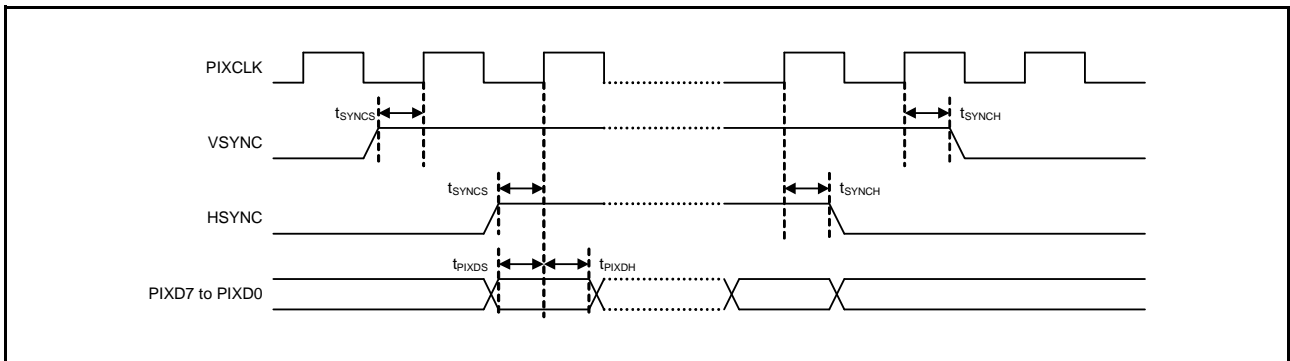 PIXCLK
tSYNCS
tSYNCH
VSYNC
tSYNCS
tSYNCH
HSYNC
tPIXDS
tPIXDH
PIXD7 to PIXD0